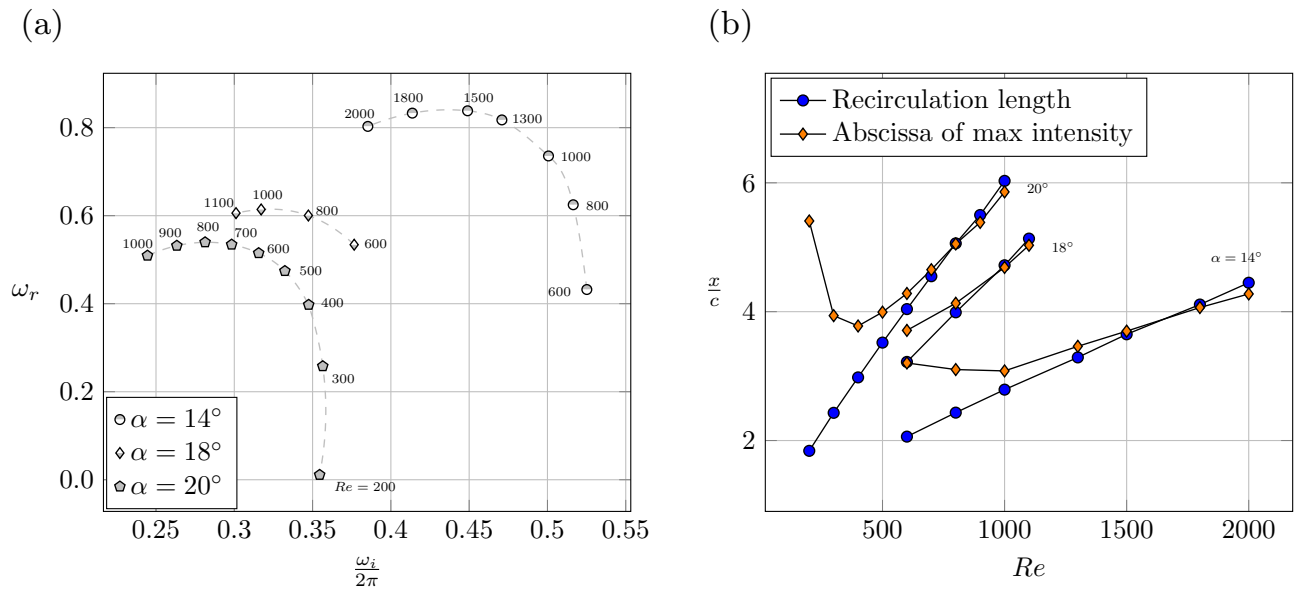 (a)
2000
1800
1500
1300
1000
800
600
1100
1000
800
600
1000
900
800
700
600
500
400
300
Re = 200
0.8
0.6
0.4
0.2
0.0
ω_r
α = 14°
α = 18°
α = 20°
0.25
0.3
0.35
0.4
0.45
0.5
0.55
ω_i
2π
(b)
Recirculation length
Abscissa of max intensity
20°
18°
α = 14°
6
4
2
x
c
500
1000
1500
2000
Re